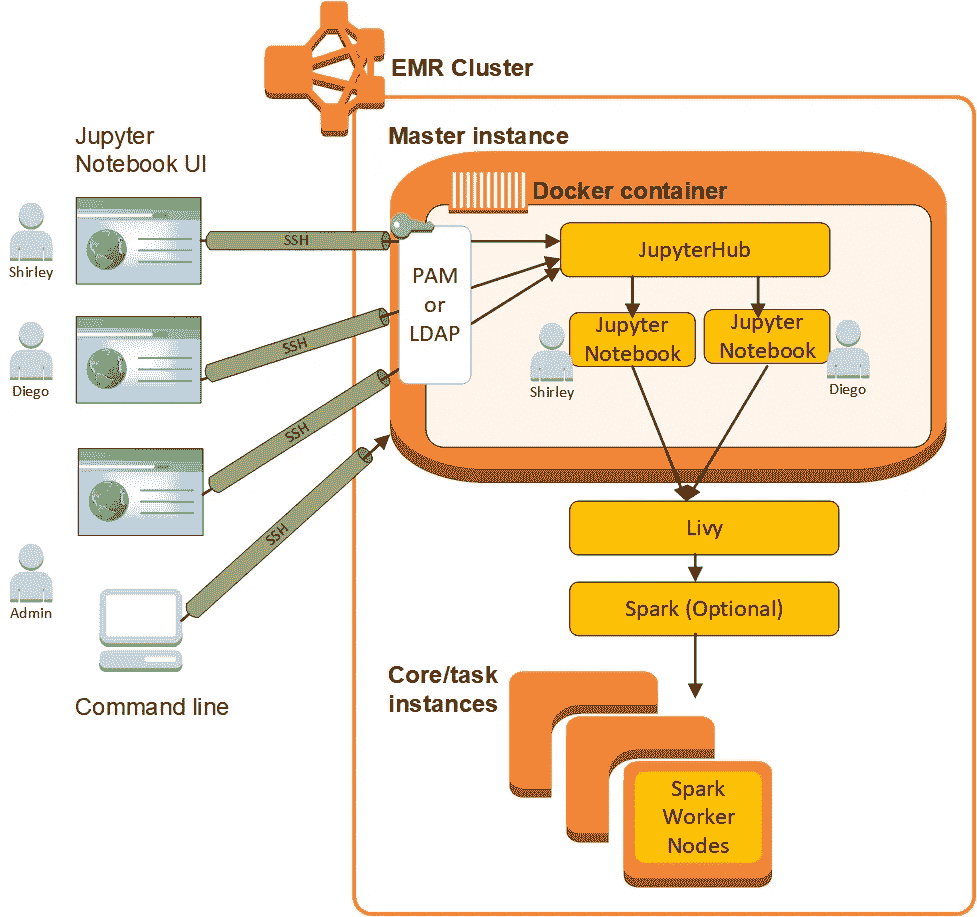 EMR Cluster
Jupyter
Notebook UI
Master instance
Docker container
Shirley
SSH
PAM
or
LDAP
JupyterHub
Diego
SSH
Jupyter
Notebook
Jupyter
Notebook
Shirley
Diego
SSH
SSH
Livy
Admin
Spark (Optional)
Command line
Core/task
instances
Spark
Worker
Nodes